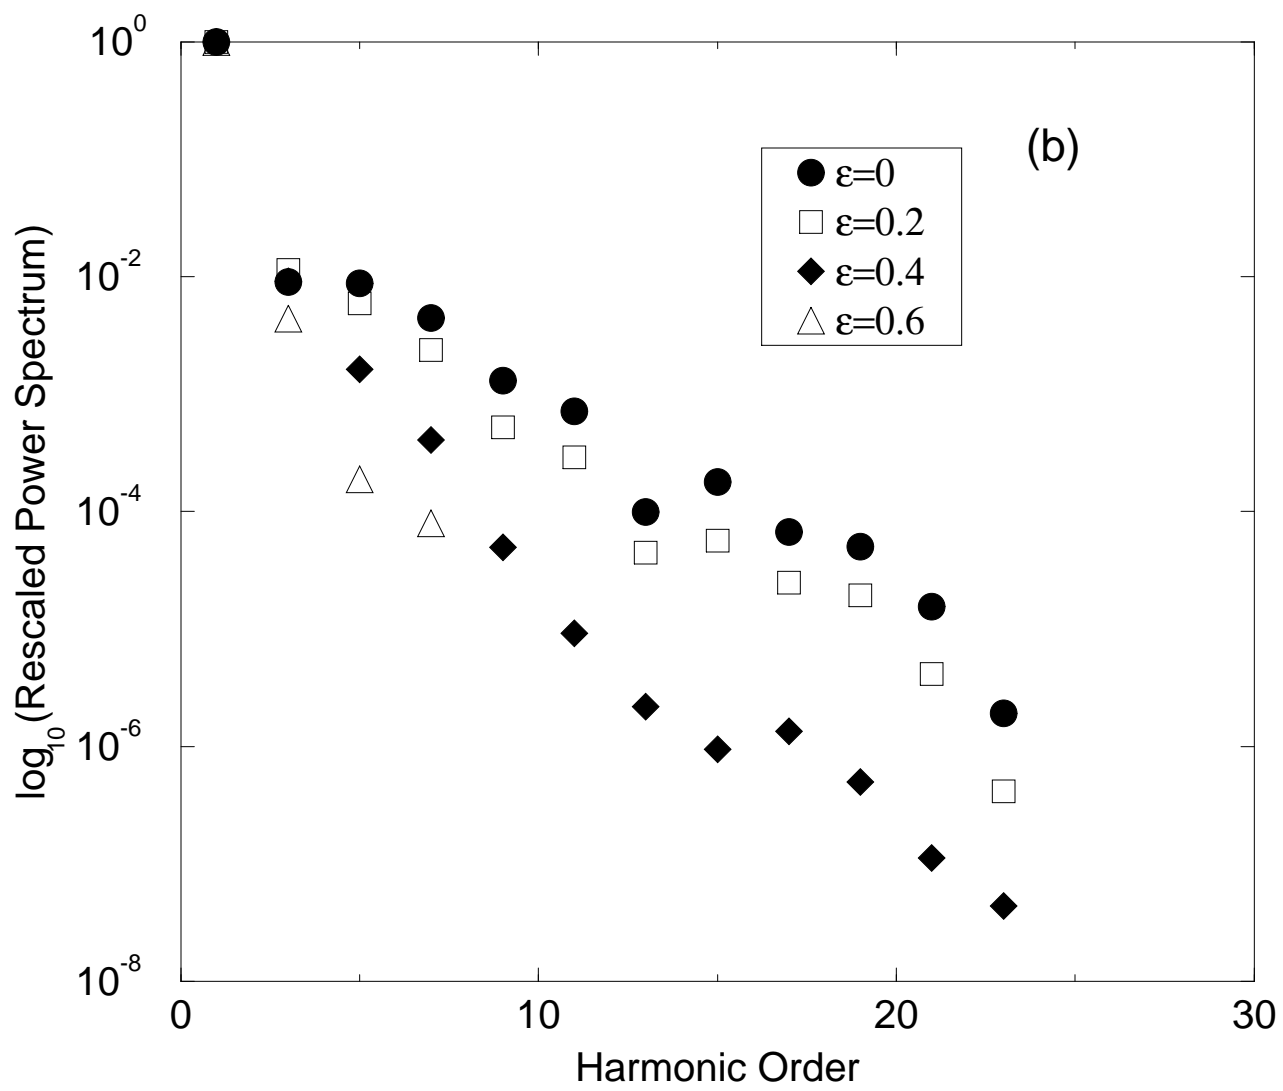 10^0
(b)
ε=0
ε=0.2
ε=0.4
ε=0.6
10^-2
10^-4
10^-6
10^-8
log_10(Rescaled Power Spectrum)
0
10
20
30
Harmonic Order